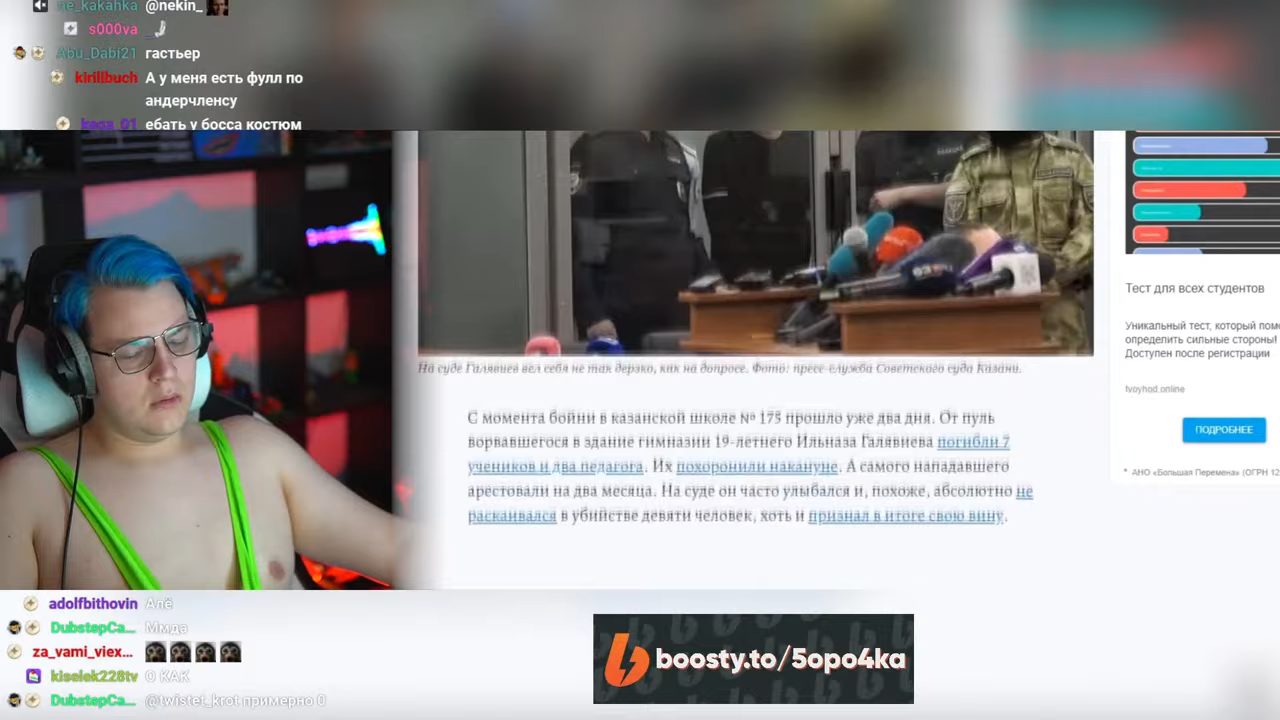 ne_kakahka @nekin_
s000va
Abu_Dabi21 гастьер
kirillbuch А у меня есть фулл по
андерчленсу
kega_01 ебать у босса костюм
На суде Галявиев вел себя не так дерзко, как на допросе. Фото: пресс-служба Советского суда Казани.
С момента бойни в казанской школе № 175 прошло уже два дня. От пуль
ворвавшегося в здание гимназии 19-летнего Ильназа Галявиева погибли 7
учеников и два педагога. Их похоронили накануне. А самого нападавшего
арестовали на два месяца. На суде он часто улыбался и, похоже, абсолютно не
раскаивался в убийстве девяти человек, хоть и признал в итоге свою вину.
Тест для всех студентов
Уникальный тест, который пом
определить сильные стороны!
Доступен после регистрации
tvoyhod.online
ПОДРОБНЕЕ
* АНО «Большая Перемена» (ОГРН 12
adolfbithovin Алё
DubstepCa... Ммда
za_vami_viex...
kiselek228tv О КАК
DubstepCa... @twistet_krot примерно 0
boosty.to/5opo4ka